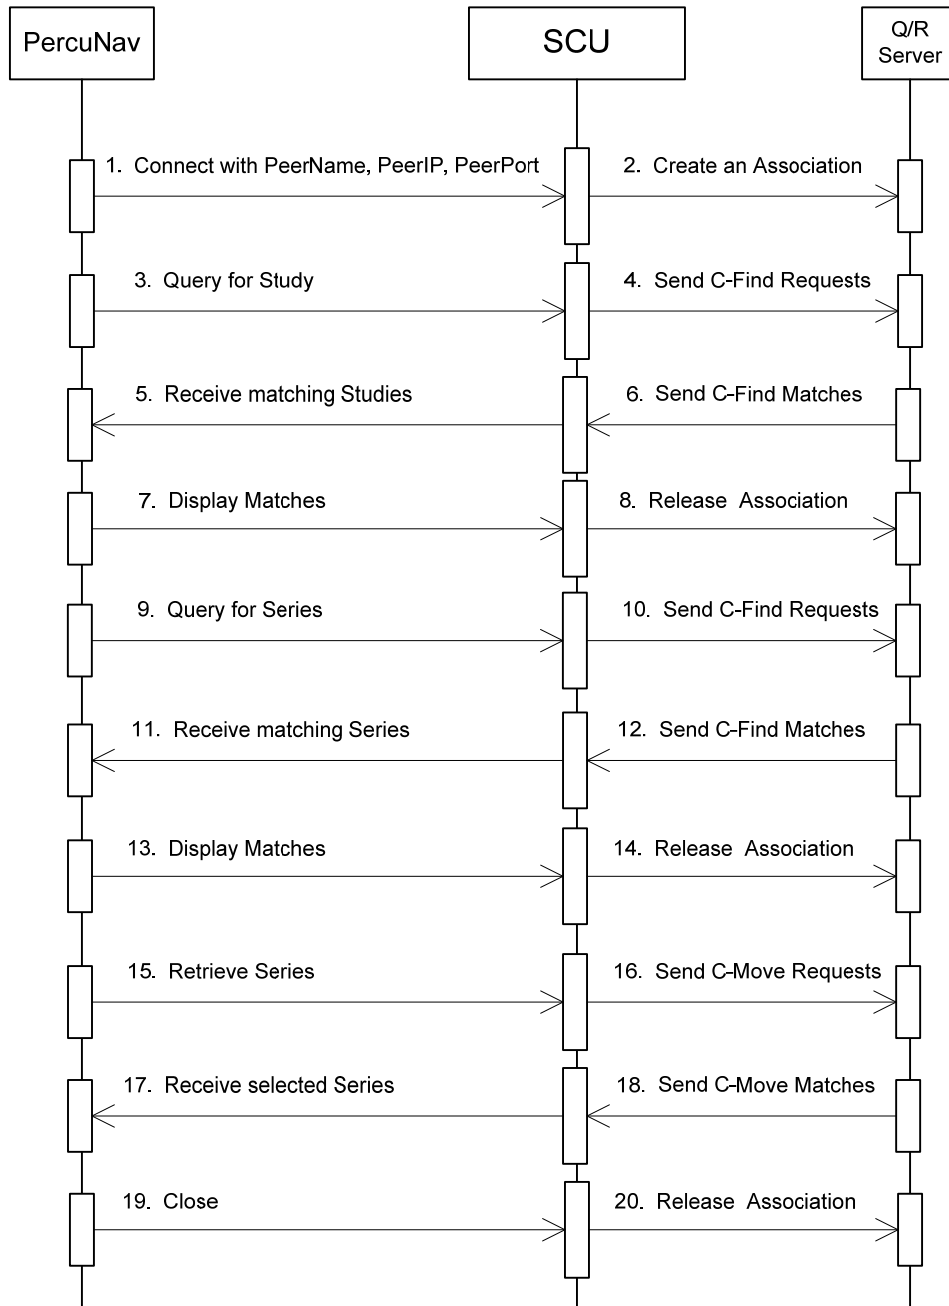 PercuNav
SCU
Q/R
Server
1. Connect with PeerName, PeerIP, PeerPort
2. Create an Association
3. Query for Study
4. Send C-Find Requests
5. Receive matching Studies
6. Send C-Find Matches
7. Display Matches
8. Release Association
9. Query for Series
10. Send C-Find Requests
11. Receive matching Series
12. Send C-Find Matches
13. Display Matches
14. Release Association
15. Retrieve Series
16. Send C-Move Requests
17. Receive selected Series
18. Send C-Move Matches
19. Close
20. Release Association